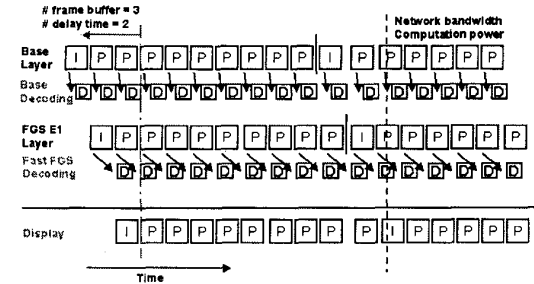 # frame buffer = 3
# delay time = 2
Network bandwidth
Computation power
Base
Layer
I P P P P P P P P P I P P P P P P
Base
Decoding
D D D D D D D D D D D D D D D D D
FGS E1
Layer
I P P P P P P P P P I P P P P P P
Fast FGS
Decoding
D D D D D D D D D D D D D D D D
Display
I P P P P P P P P P I P P P P P
Time